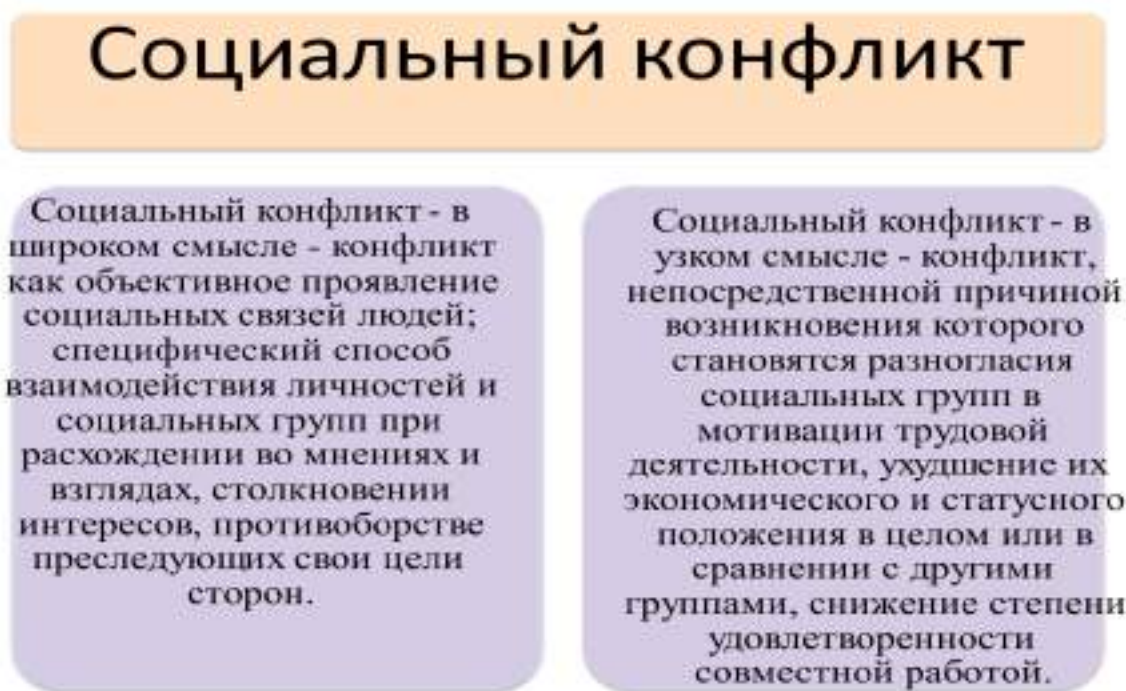 Социальный конфликт
Социальный конфликт - в
широком смысле - конфликт
как объективное проявление
социальных связей людей;
специфический способ
взаимодействия личностей и
социальных групп при
расхождении во мнениях и
взглядах, столкновении
интересов, противоборстве
преследующих свои цели
сторон.
Социальный конфликт - в
узком смысле - конфликт,
непосредственной причиной
возникновения которого
становятся разногласия
социальных групп в
мотивации трудовой
деятельности, ухудшение их
экономического и статусного
положения в целом или в
сравнении с другими
группами, снижение степени
удовлетворенности
совместной работой.